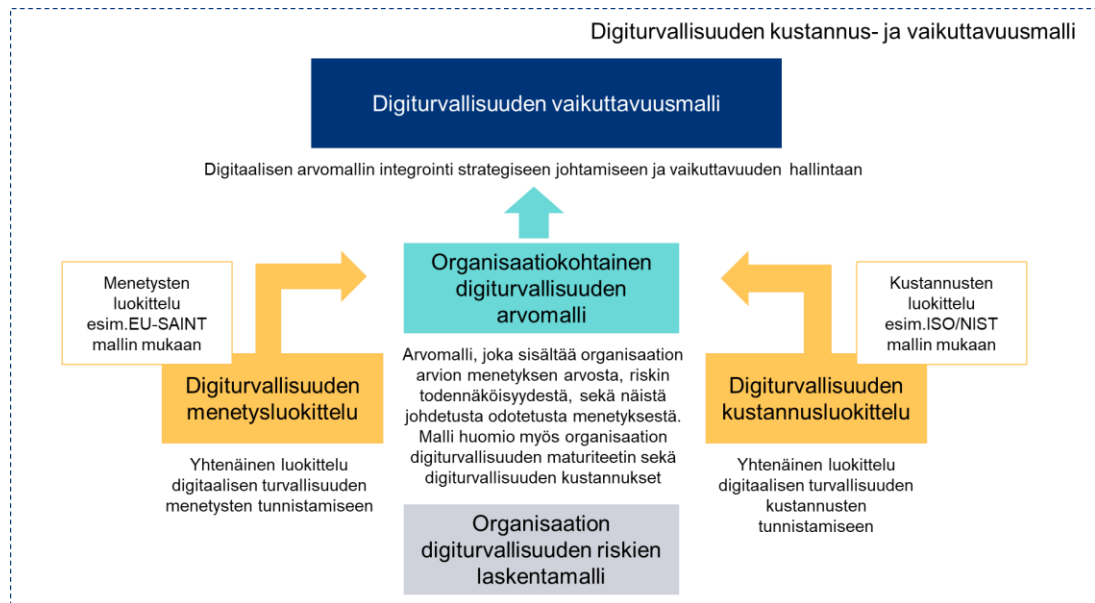 Digiturvallisuuden kustannus- ja vaikuttavuusmalli
Digiturvallisuuden vaikuttavuusmalli
Digitaalisen arvomallin integrointi strategiseen johtamiseen ja vaikuttavuuden hallintaan
Menetysten
luokittelu
esim.EU-SAINT
mallin mukaan
Digiturvallisuuden
menetysluokittelu
Yhtenäinen luokittelu
digitaalisen turvallisuuden
menetysten tunnistamiseen
Organisaatiokohtainen
digiturvallisuuden
arvomalli
Arvomalli, joka sisältää organisaation
arvion menetyksen arvosta, riskin
todennäköisyydestä, sekä näistä
johdetusta odotetusta menetyksestä.
Malli huomio myös organisaation
digiturvallisuuden maturiteetin sekä
digiturvallisuuden kustannukset
Organisaation
digiturvallisuuden riskien
laskentamalli
Kustannusten
luokittelu
esim.ISO/NIST
mallin mukaan
Digiturvallisuuden
kustannusluokittelu
Yhtenäinen luokittelu
digitaalisen turvallisuuden
kustannusten
tunnistamiseen